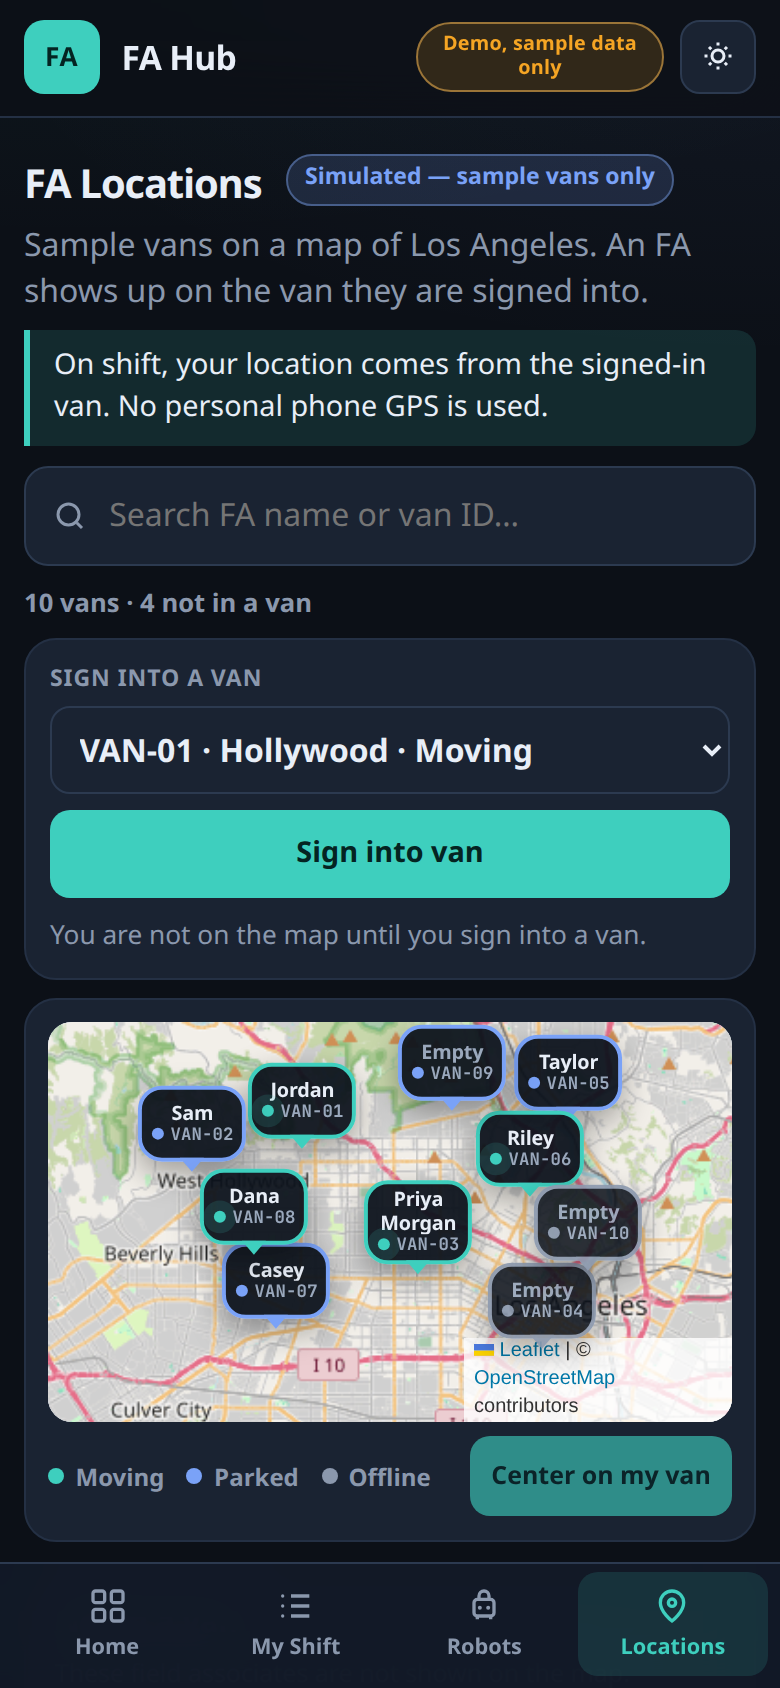 FA
FA Hub
Demo, sample data
only
FA Locations
Simulated — sample vans only
Sample vans on a map of Los Angeles. An FA
shows up on the van they are signed into.
On shift, your location comes from the signed-in
van. No personal phone GPS is used.
Search FA name or van ID...
10 vans · 4 not in a van
SIGN INTO A VAN
VAN-01 · Hollywood · Moving
Sign into van
You are not on the map until you sign into a van.
Empty
VAN-09
Taylor
VAN-05
Jordan
VAN-01
Sam
VAN-02
Riley
VAN-06
West Hollywood
Dana
VAN-08
Priya
Morgan
VAN-03
Empty
VAN-10
Beverly Hills
Casey
VAN-07
Empty
VAN-04
Leaflet | ©
OpenStreetMap
contributors
I 10
Culver City
Moving
Parked
Offline
Center on my van
Home
My Shift
Robots
Locations